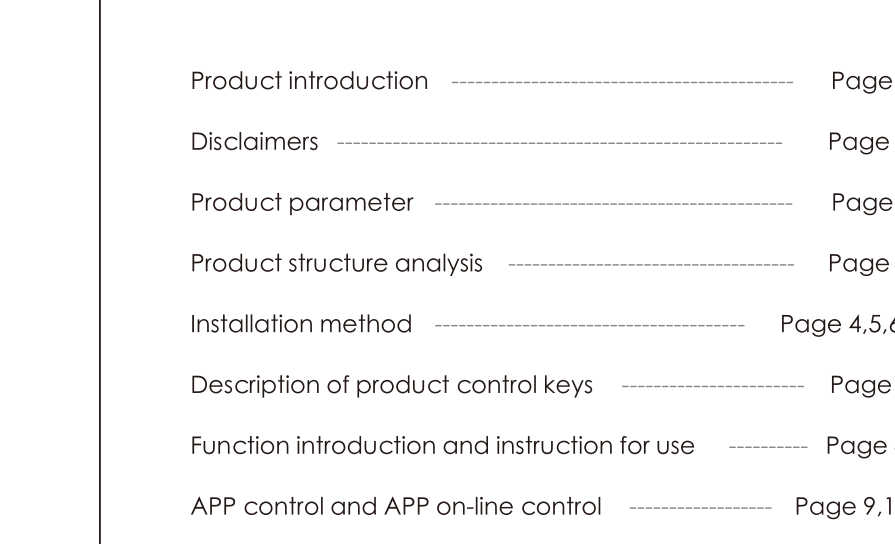 Product introduction ------------------------------------------- Page
Disclaimers -------------------------------------------------------- Page
Product parameter --------------------------------------------- Page
Product structure analysis ------------------------------------ Page
Installation method --------------------------------------- Page 4,5,
Description of product control keys ----------------------- Page
Function introduction and instruction for use ---------- Page
APP control and APP on-line control ------------------ Page 9,1